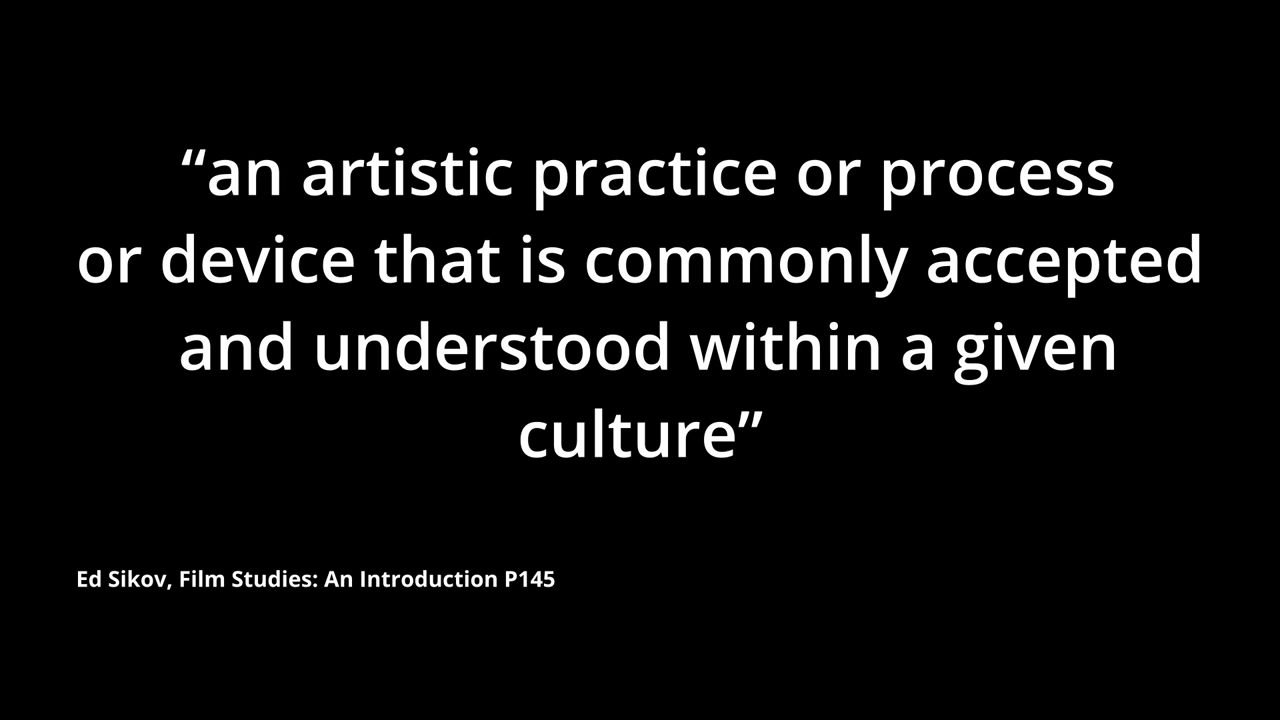 “an artistic practice or process
or device that is commonly accepted
and understood within a given
culture”
Ed Sikov, Film Studies: An Introduction P145